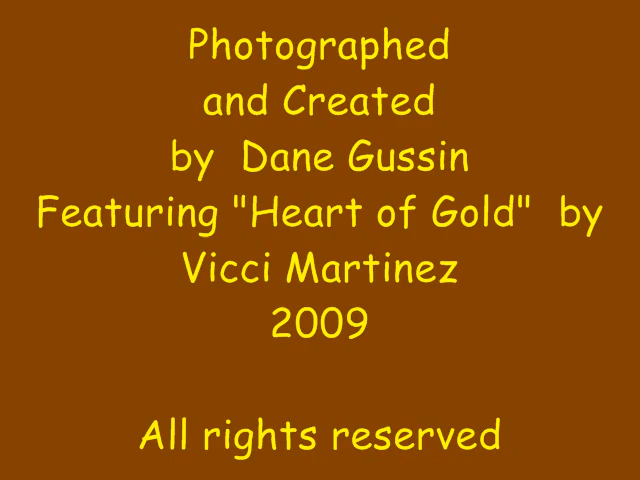 Photographed
and Created
by  Dane Gussin
Featuring "Heart of Gold"  by
Vicci Martinez
2009
All rights reserved